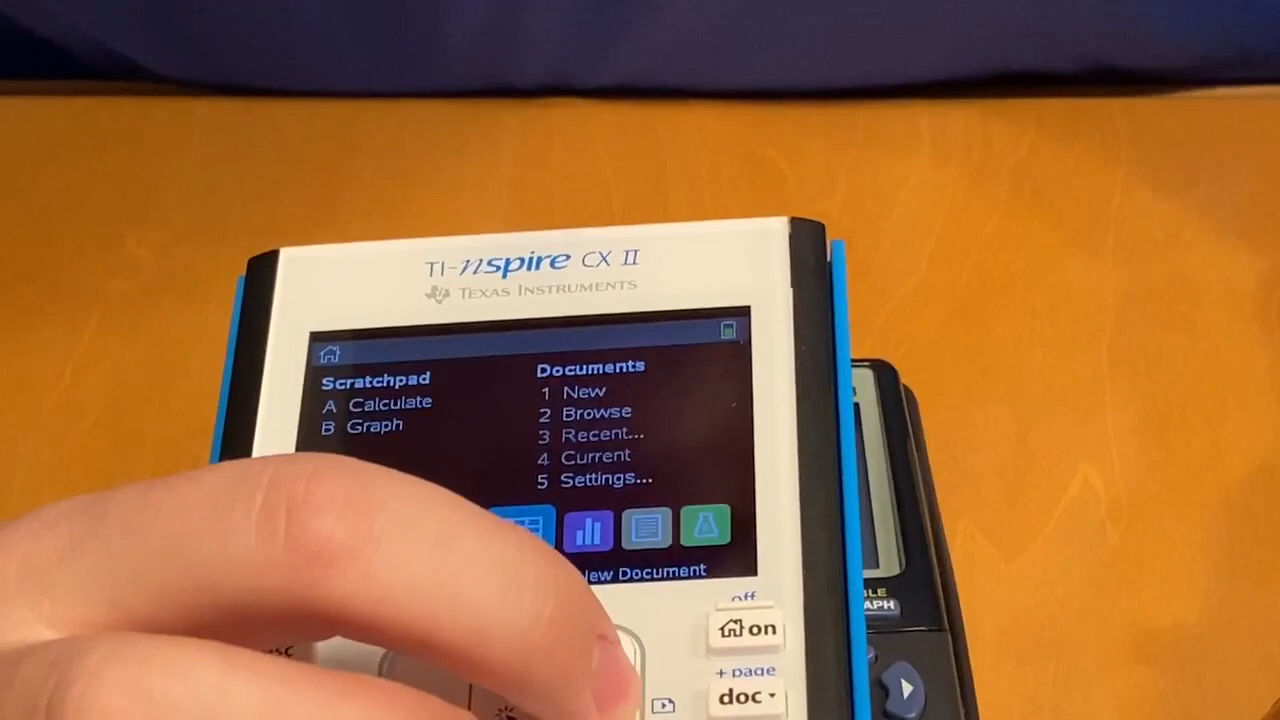 TI-nspire CX II
TEXAS INSTRUMENTS
Scratchpad
A Calculate
B Graph
Documents
1 New
2 Browse
3 Recent...
4 Current
5 Settings...
New Document
off
on
+ page
doc